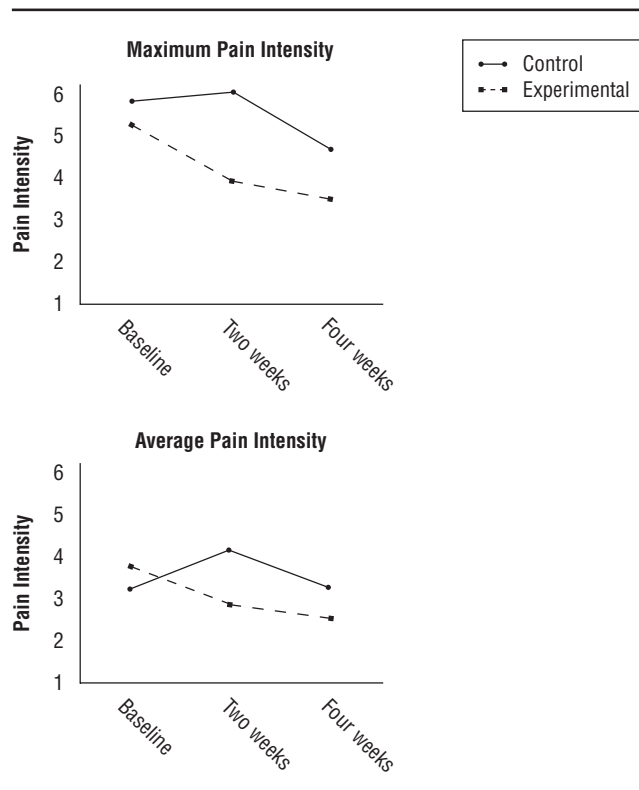 Maximum Pain Intensity
Control
Experimental
Pain Intensity
6
5
4
3
2
1
Baseline
Two weeks
Four weeks
Average Pain Intensity
Pain Intensity
6
5
4
3
2
1
Baseline
Two weeks
Four weeks